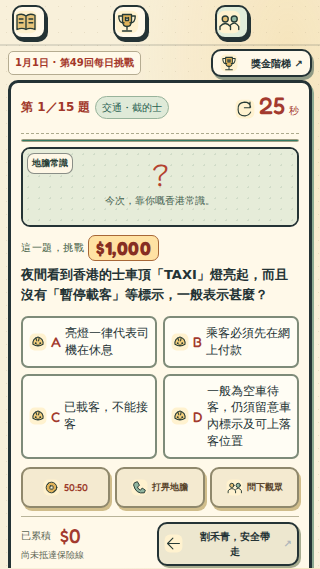 1月1日・第49回每日挑戰
獎金階梯 ↗
第 1／15 題 交通・截的士
25 秒
地膽常識
?
今次，靠你嘅香港常識。
這一題，挑戰 $1,000
夜間看到香港的士車頂「TAXI」燈亮起，而且
沒有「暫停載客」等標示，一般表示甚麼？
A 亮燈一律代表司
機在休息
B 乘客必須先在網
上付款
C 已載客，不能接
客
D 一般為空車待
客，仍須留意車
內標示及可上落
客位置
50:50
打畀地膽
問下觀眾
已累積 $0
尚未抵達保險線
割禾青，安全帶
走 ↗